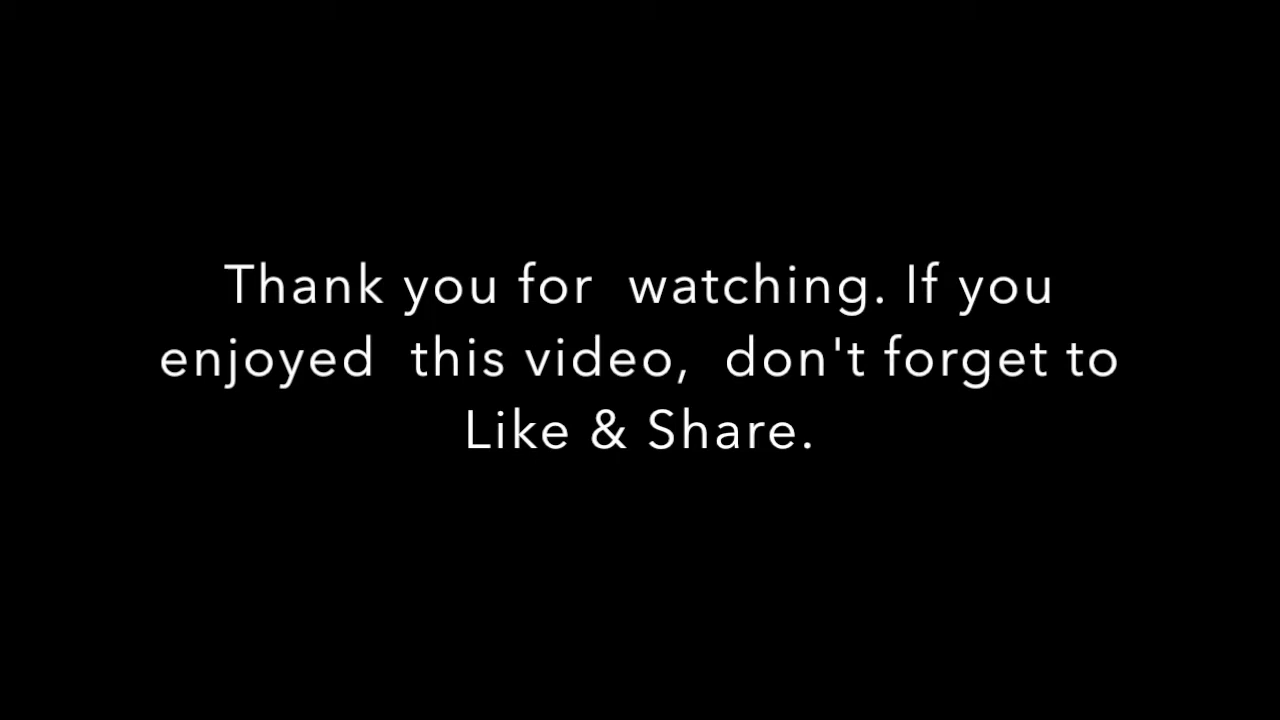 Thank you for  watching. If you
enjoyed  this video,  don't forget to
Like & Share.